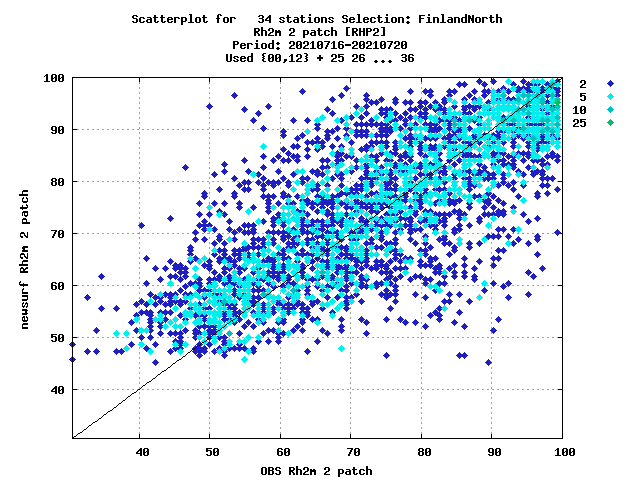 Scatterplot for   34 stations Selection: FinlandNorth
Rh2m 2 patch [RHP2]
Period: 20210716-20210720
Used {00,12} + 25 26 ... 36
100
90
80
70
60
50
40
newsurf Rh2m 2 patch
2
5
10
25
40 50 60 70 80 90 100
OBS Rh2m 2 patch